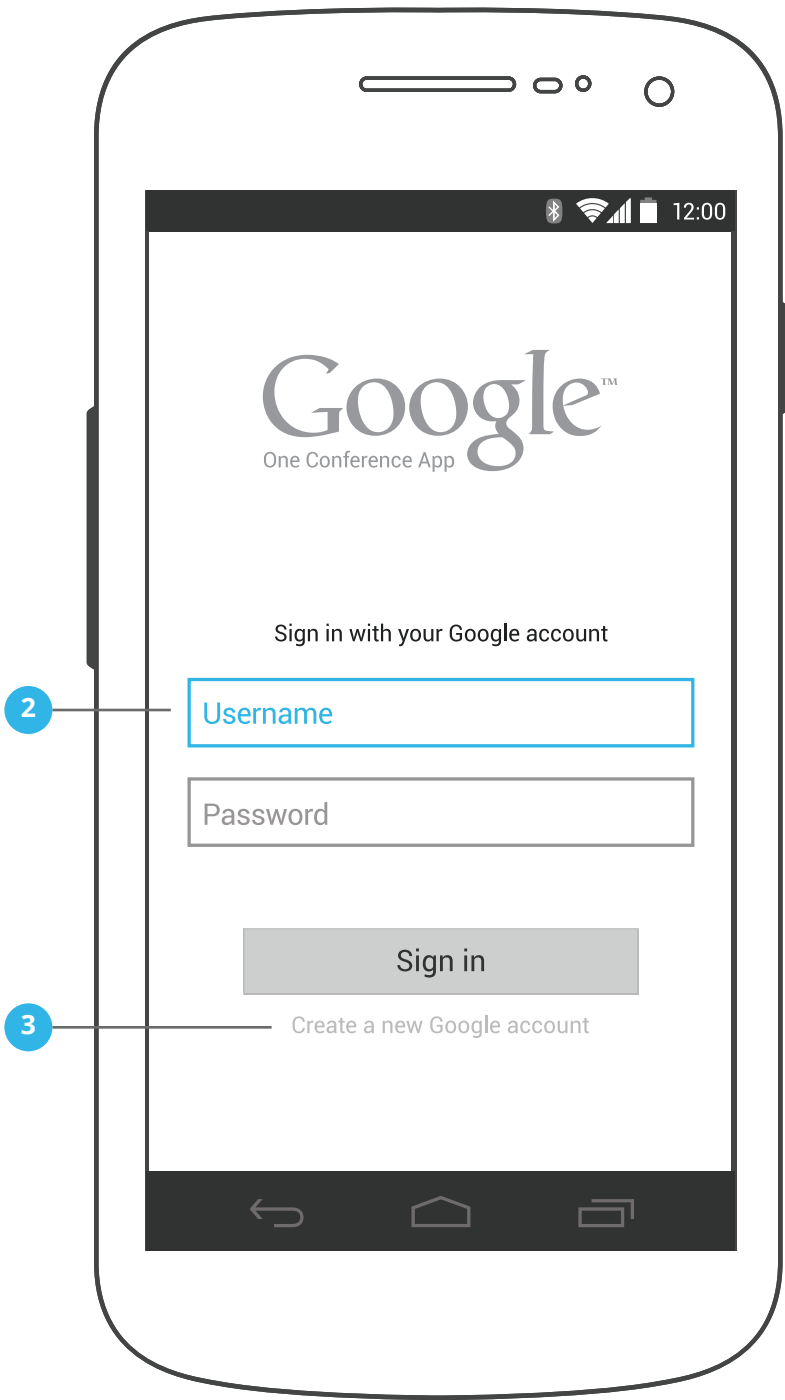 12:00
Google™
One Conference App
Sign in with your Google account
2
Username
Password
Sign in
3
Create a new Google account